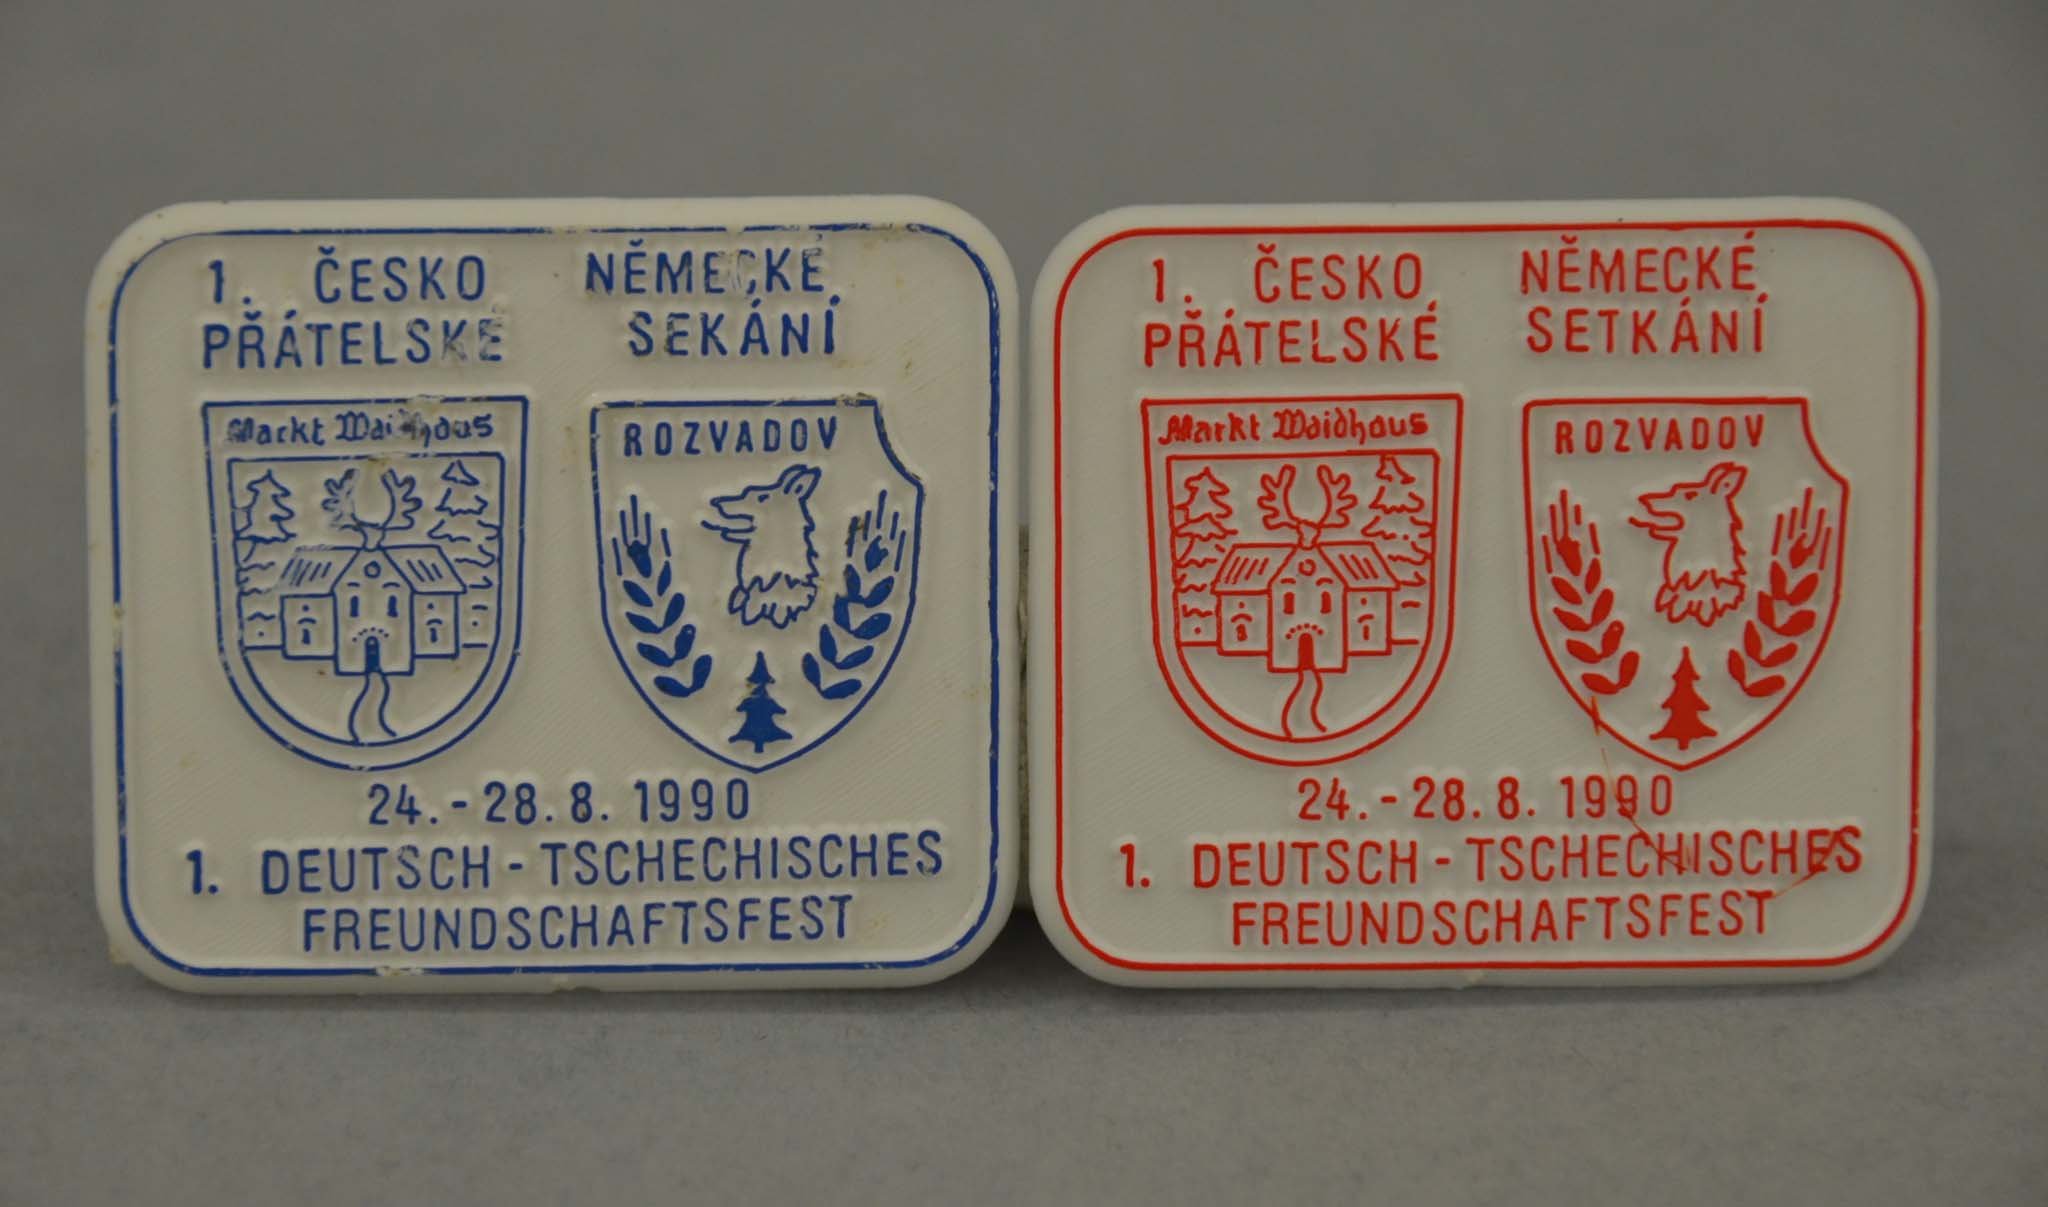 1. ČESKO NĚMECKÉ
PŘÁTELSKÉ SEKÁNÍ
Markt Waidhaus
ROZVADOV
24.-28.8.1990
1. DEUTSCH-TSCHECHISCHES
FREUNDSCHAFTSFEST
1. ČESKO NĚMECKÉ
PŘÁTELSKÉ SETKÁNÍ
Markt Waidhaus
ROZVADOV
24.-28.8.1990
1. DEUTSCH-TSCHECHISCHES
FREUNDSCHAFTSFEST